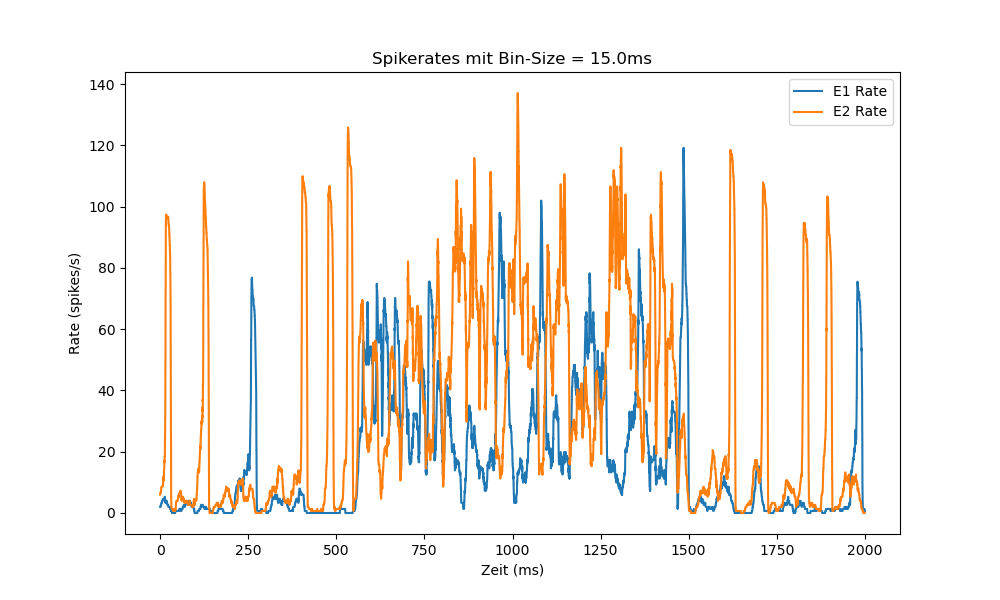 Spikerates mit Bin-Size = 15.0ms
E1 Rate
E2 Rate
Rate (spikes/s)
140
120
100
80
60
40
20
0
0 250 500 750 1000 1250 1500 1750 2000
Zeit (ms)